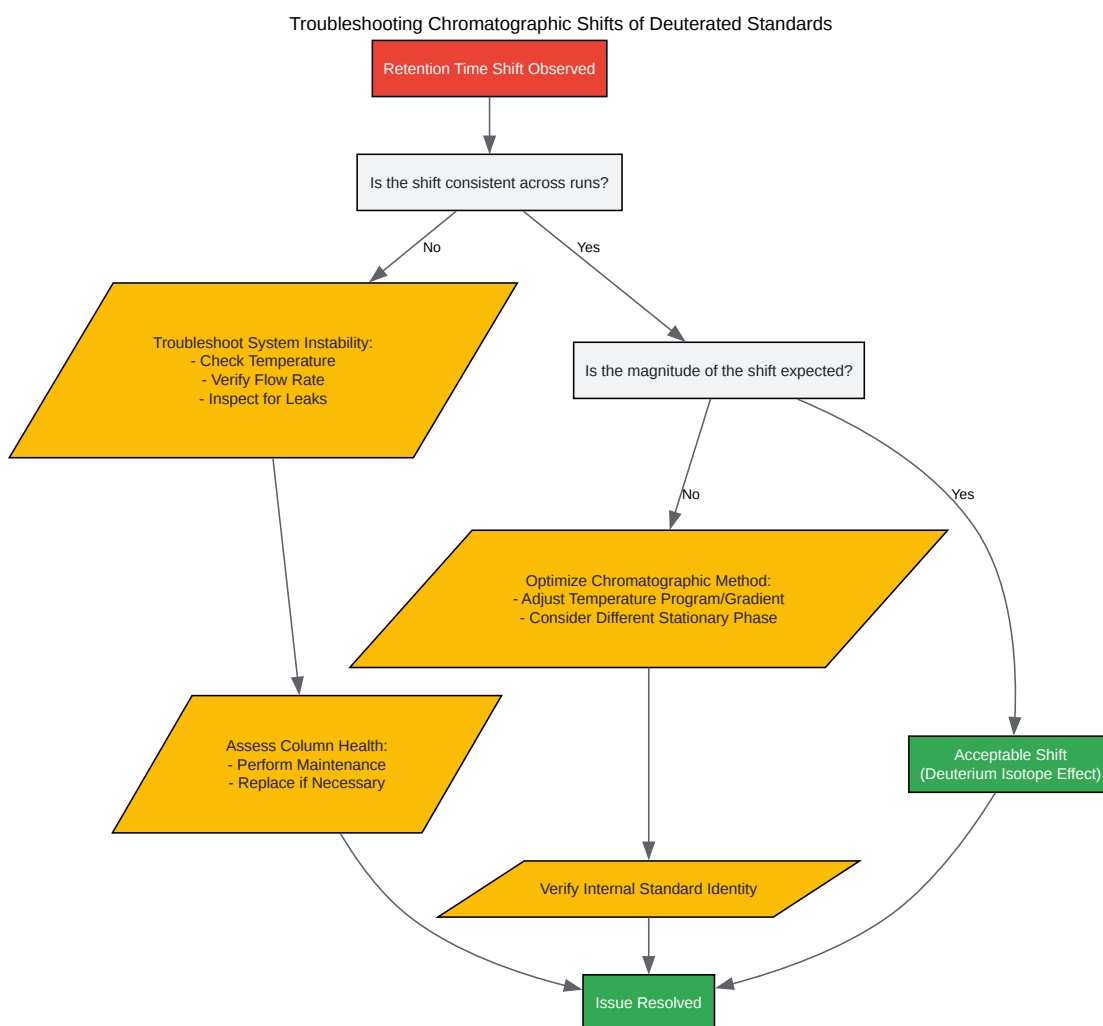 Troubleshooting Chromatographic Shifts of Deuterated Standards
Retention Time Shift Observed
Is the shift consistent across runs?
No
Yes
Troubleshoot System Instability:
- Check Temperature
- Verify Flow Rate
- Inspect for Leaks
Is the magnitude of the shift expected?
No
Yes
Optimize Chromatographic Method:
- Adjust Temperature Program/Gradient
- Consider Different Stationary Phase
Assess Column Health:
- Perform Maintenance
- Replace if Necessary
Acceptable Shift
(Deuterium Isotope Effect)
Verify Internal Standard Identity
Issue Resolved